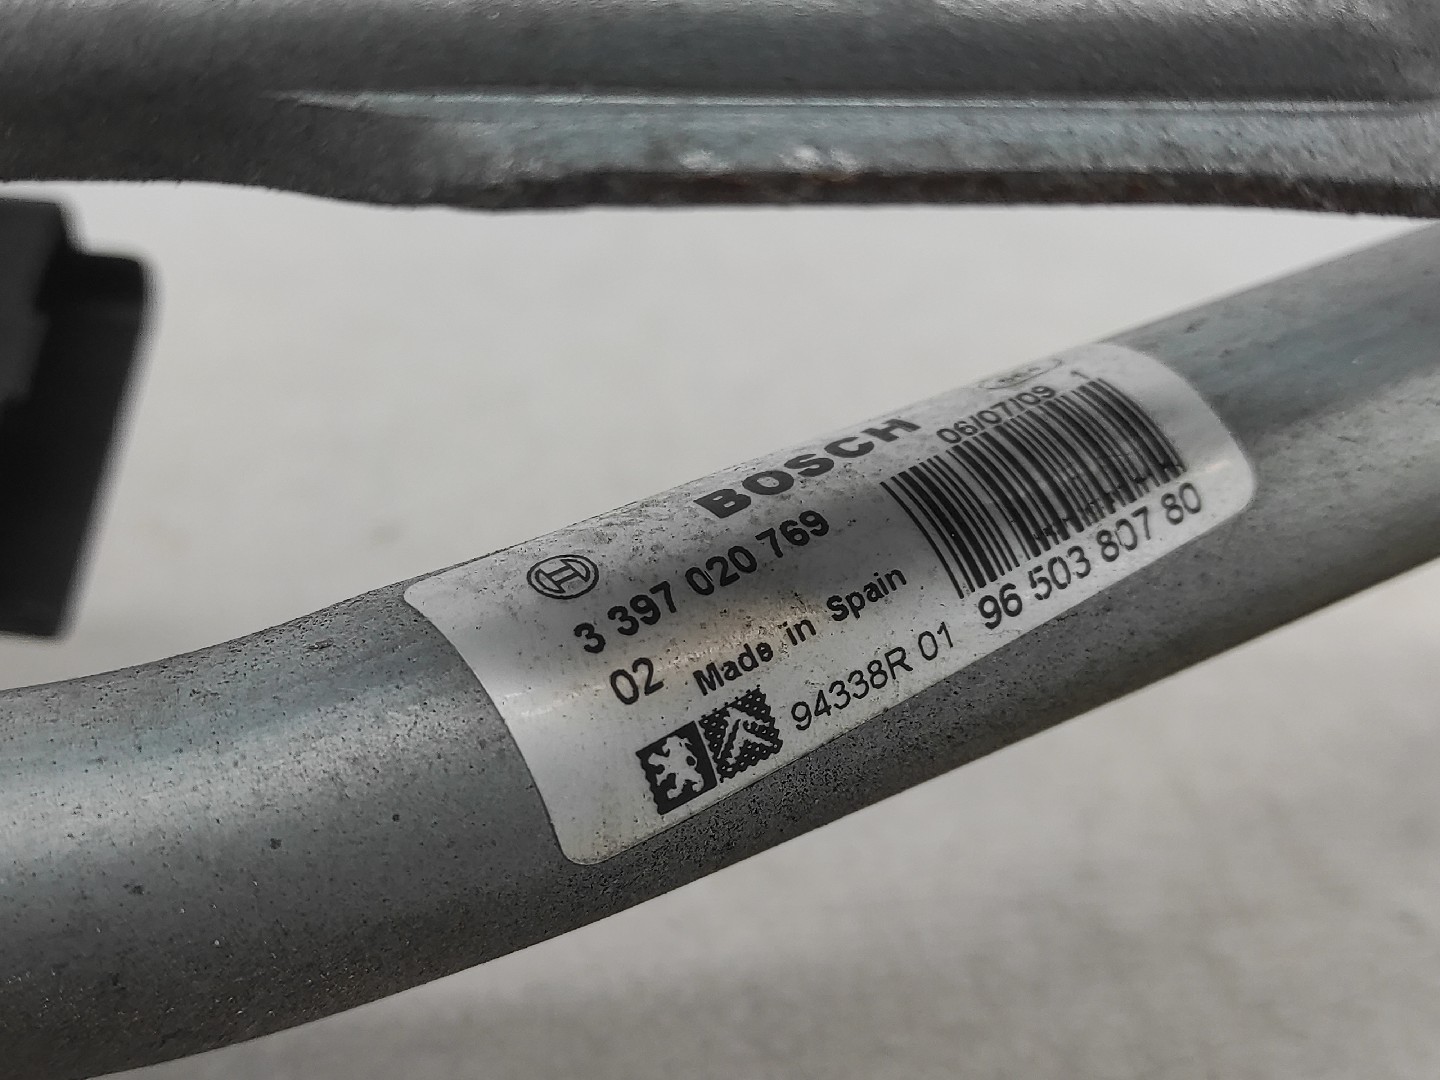 BOSCH
3 397 020 769
02 Made in Spain
94338R 01
06/07/09 1
96 503 807 80